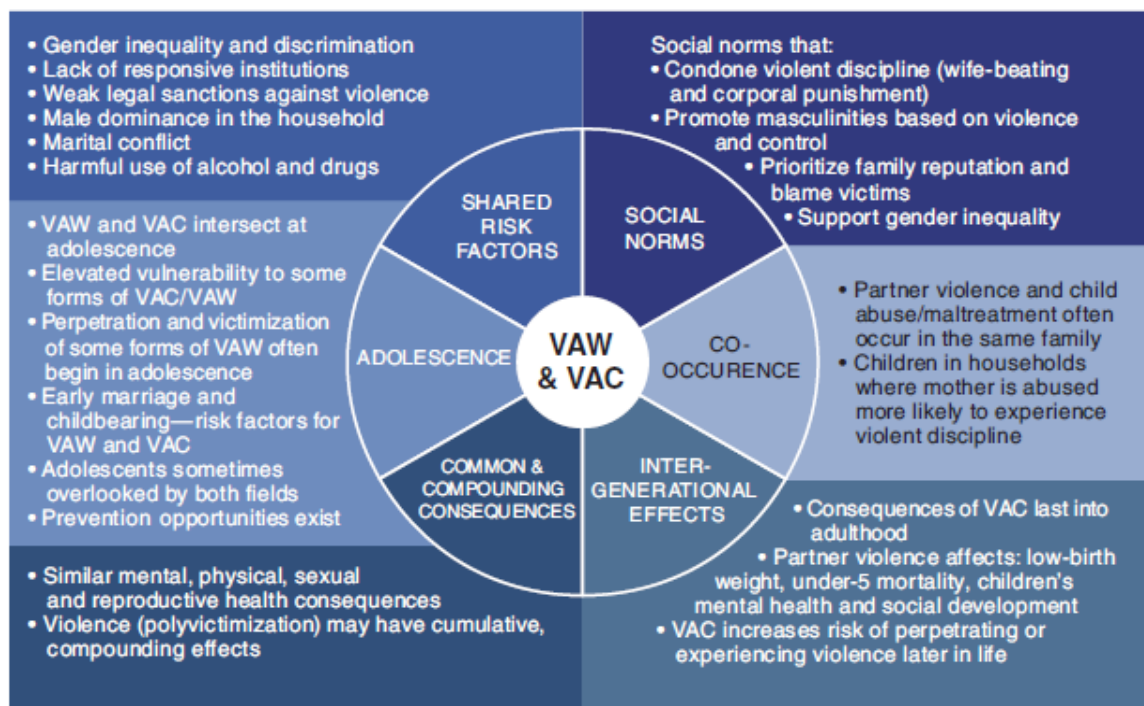 • Gender inequality and discrimination
• Lack of responsive institutions
• Weak legal sanctions against violence
• Male dominance in the household
• Marital conflict
• Harmful use of alcohol and drugs
Social norms that:
• Condone violent discipline (wife-beating
and corporal punishment)
• Promote masculinities based on violence
and control
• Prioritize family reputation and
blame victims
• Support gender inequality
SHARED
RISK
FACTORS
SOCIAL
NORMS
• VAW and VAC intersect at
adolescence
• Elevated vulnerability to some
forms of VAC/VAW
• Perpetration and victimization
of some forms of VAW often
begin in adolescence
• Early marriage and
childbearing—risk factors for
VAW and VAC
• Adolescents sometimes
overlooked by both fields
• Prevention opportunities exist
ADOLESCENCE
VAW
& VAC
CO-
OCCURENCE
• Partner violence and child
abuse/maltreatment often
occur in the same family
• Children in households
where mother is abused
more likely to experience
violent discipline
COMMON &
COMPOUNDING
CONSEQUENCES
INTER-
GENERATIONAL
EFFECTS
• Similar mental, physical, sexual
and reproductive health consequences
• Violence (polyvictimization) may have cumulative,
compounding effects
• Consequences of VAC last into
adulthood
• Partner violence affects: low-birth
weight, under-5 mortality, children's
mental health and social development
• VAC increases risk of perpetrating or
experiencing violence later in life